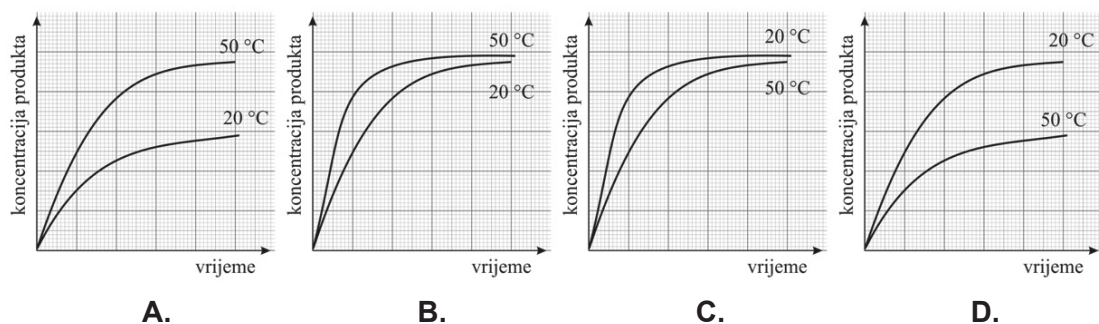 koncentracija produkta
50 °C
20 °C
vrijeme
A.
koncentracija produkta
50 °C
20 °C
vrijeme
B.
koncentracija produkta
20 °C
50 °C
vrijeme
C.
koncentracija produkta
20 °C
50 °C
vrijeme
D.